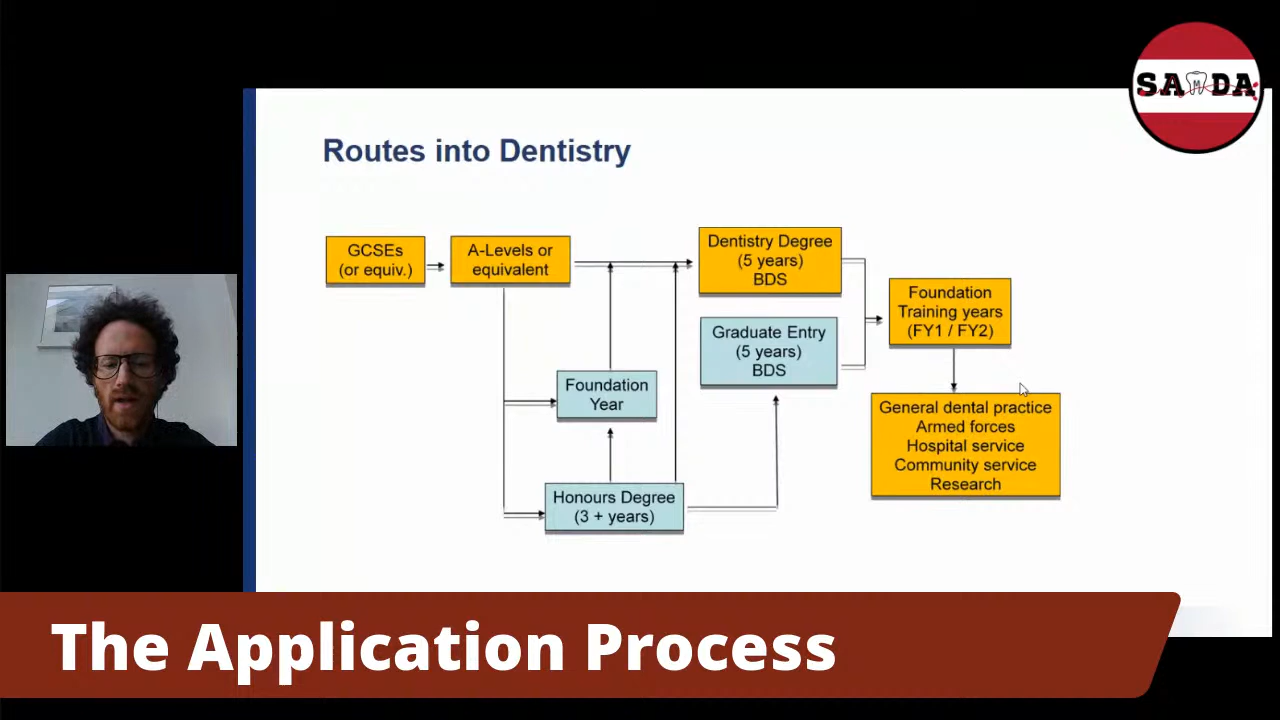 SAMDA
Routes into Dentistry
GCSEs
(or equiv.)
A-Levels or
equivalent
Dentistry Degree
(5 years)
BDS
Graduate Entry
(5 years)
BDS
Foundation
Training years
(FY1 / FY2)
Foundation
Year
General dental practice
Armed forces
Hospital service
Community service
Research
Honours Degree
(3 + years)
The Application Process